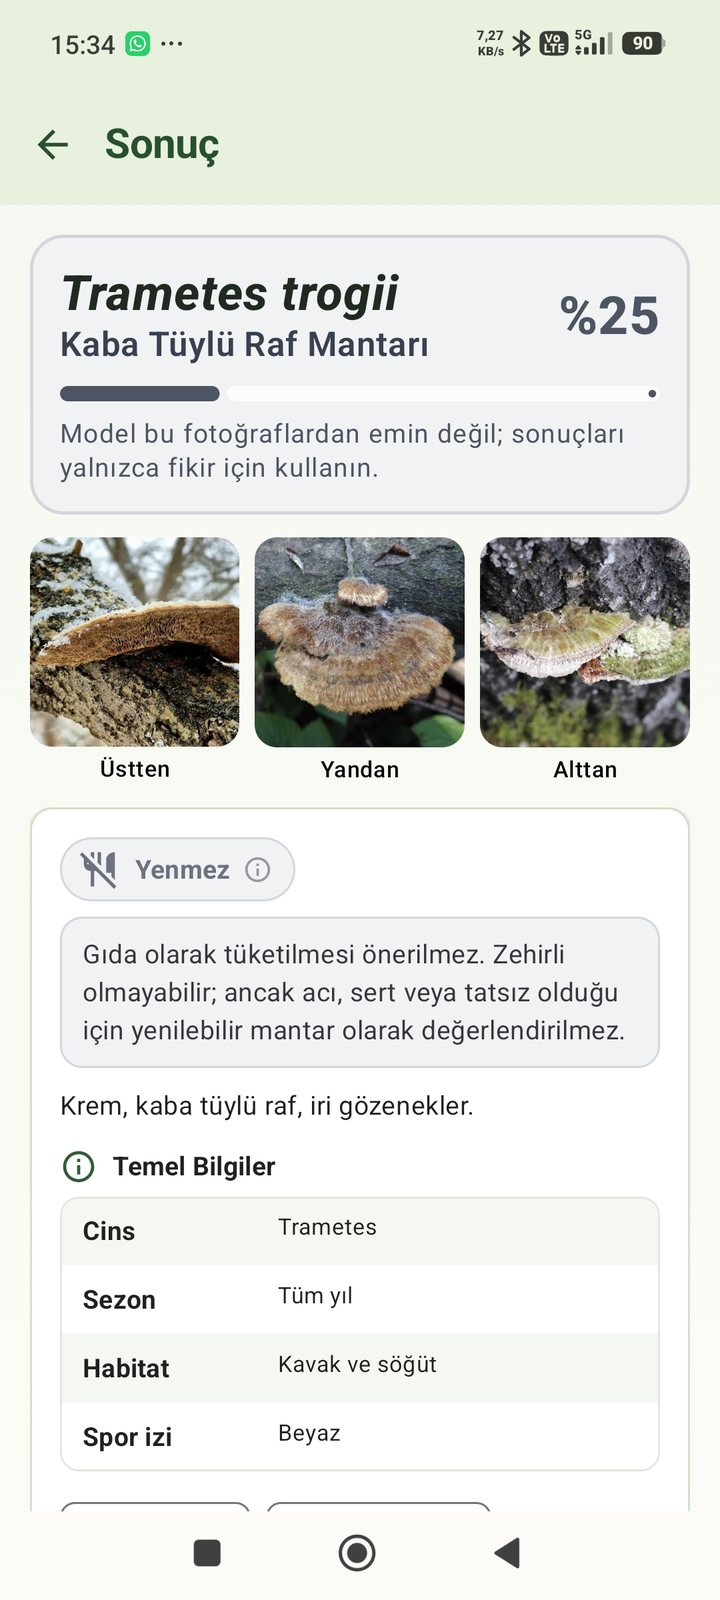 15:34
7,27
KB/s
Vo
LTE
5G
90
Sonuç
Trametes trogii
%25
Kaba Tüylü Raf Mantarı
Model bu fotoğraflardan emin değil; sonuçları
yalnızca fikir için kullanın.
Üstten
Yandan
Alttan
Yenmez
Gıda olarak tüketilmesi önerilmez. Zehirli
olmayabilir; ancak acı, sert veya tatsız olduğu
için yenilebilir mantar olarak değerlendirilmez.
Krem, kaba tüylü raf, iri gözenekler.
Temel Bilgiler
Cins Trametes
Sezon Tüm yıl
Habitat Kavak ve söğüt
Spor izi Beyaz